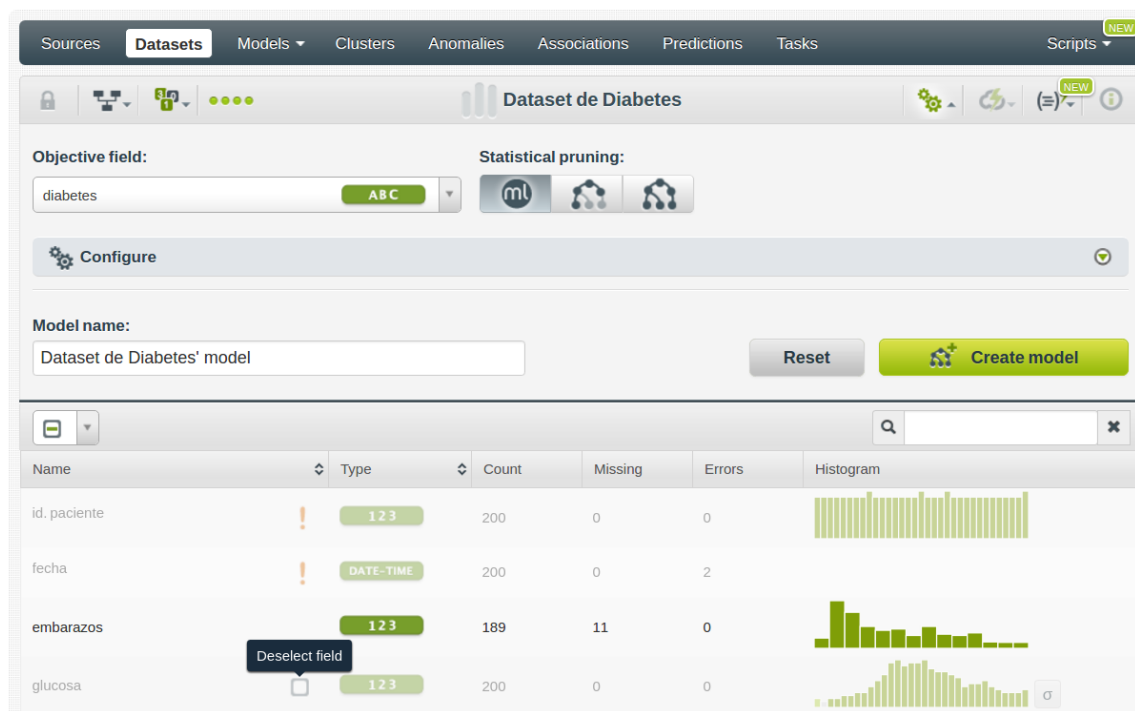 Sources Datasets Models Clusters Anomalies Associations Predictions Tasks Scripts NEW
Dataset de Diabetes NEW
Objective field: Statistical pruning:
diabetes ABC ml
Configure
Model name:
Dataset de Diabetes' model Reset Create model
Name Type Count Missing Errors Histogram
id. paciente ! 123 200 0 0
fecha ! DATE-TIME 200 0 2
embarazos 123 189 11 0
Deselect field
glucosa 123 200 0 0 σ